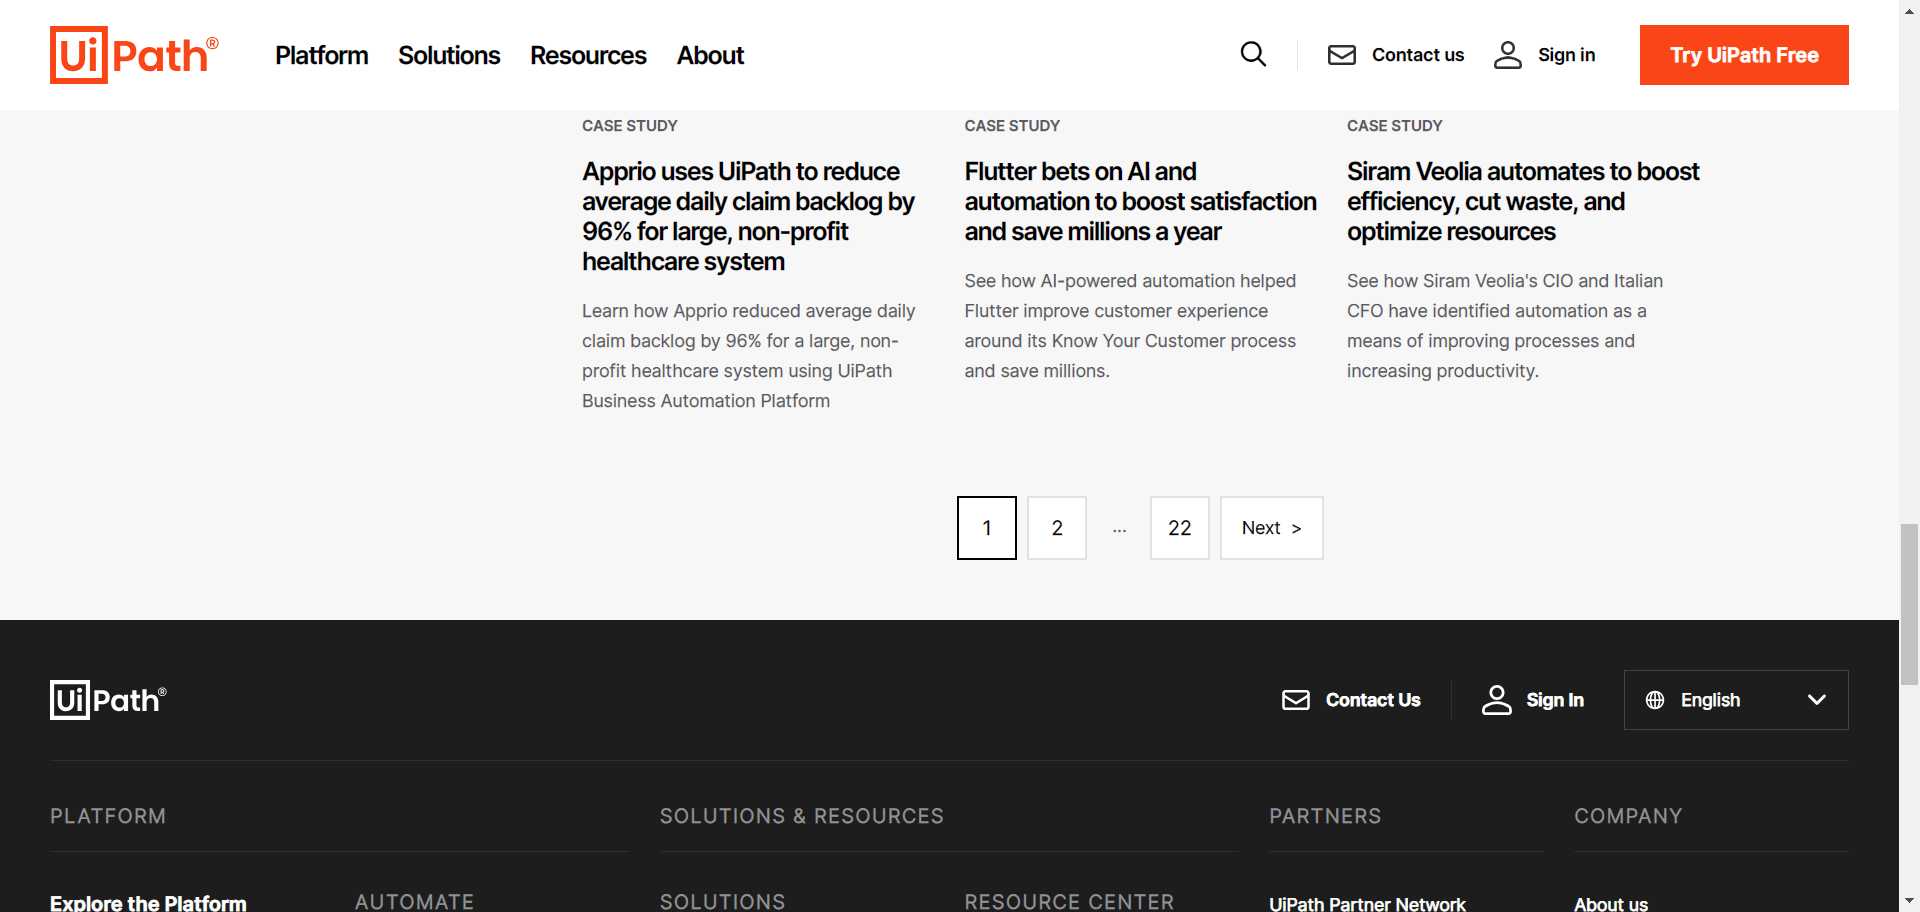 UiPath®
Platform Solutions Resources About
Contact us Sign in Try UiPath Free
CASE STUDY
Apprio uses UiPath to reduce
average daily claim backlog by
96% for large, non-profit
healthcare system
Learn how Apprio reduced average daily
claim backlog by 96% for a large, non-
profit healthcare system using UiPath
Business Automation Platform
CASE STUDY
Flutter bets on AI and
automation to boost satisfaction
and save millions a year
See how AI-powered automation helped
Flutter improve customer experience
around its Know Your Customer process
and save millions.
CASE STUDY
Siram Veolia automates to boost
efficiency, cut waste, and
optimize resources
See how Siram Veolia's CIO and Italian
CFO have identified automation as a
means of improving processes and
increasing productivity.
1 2 ... 22 Next >
UiPath®
Contact Us Sign In English
PLATFORM SOLUTIONS & RESOURCES PARTNERS COMPANY
Explore the Platform AUTOMATE SOLUTIONS RESOURCE CENTER UiPath Partner Network About us